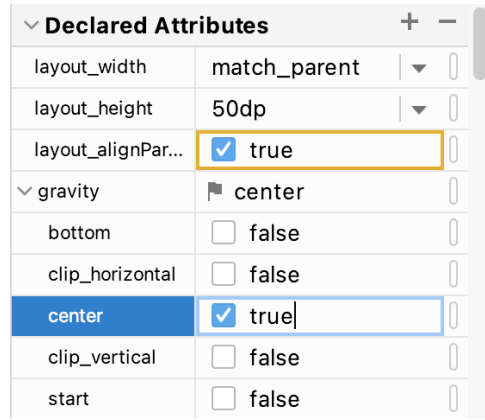 Declared Attributes + −
layout_width match_parent
layout_height 50dp
layout_alignPar... true
gravity center
bottom false
clip_horizontal false
center true
clip_vertical false
start false